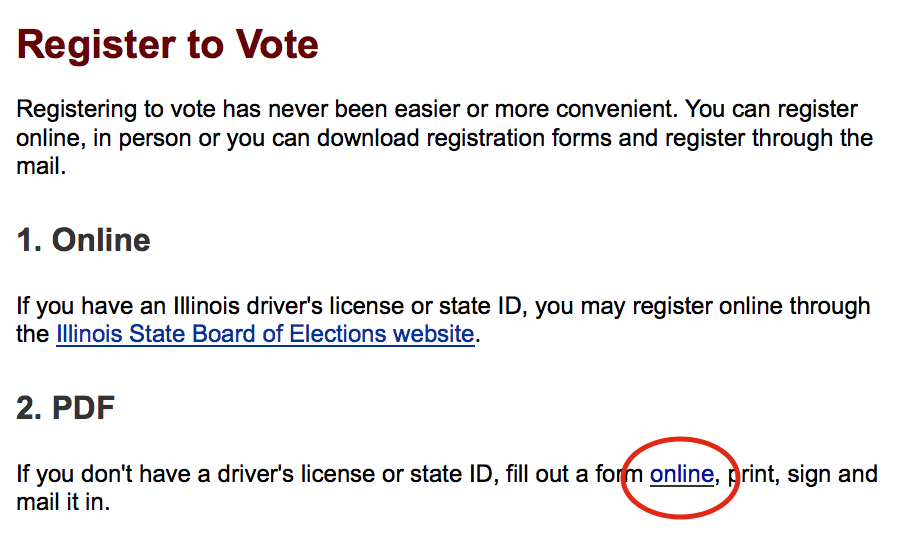 Register to Vote
Registering to vote has never been easier or more convenient. You can register
online, in person or you can download registration forms and register through the
mail.
1. Online
If you have an Illinois driver's license or state ID, you may register online through
the Illinois State Board of Elections website.
2. PDF
If you don't have a driver's license or state ID, fill out a form online, print, sign and
mail it in.